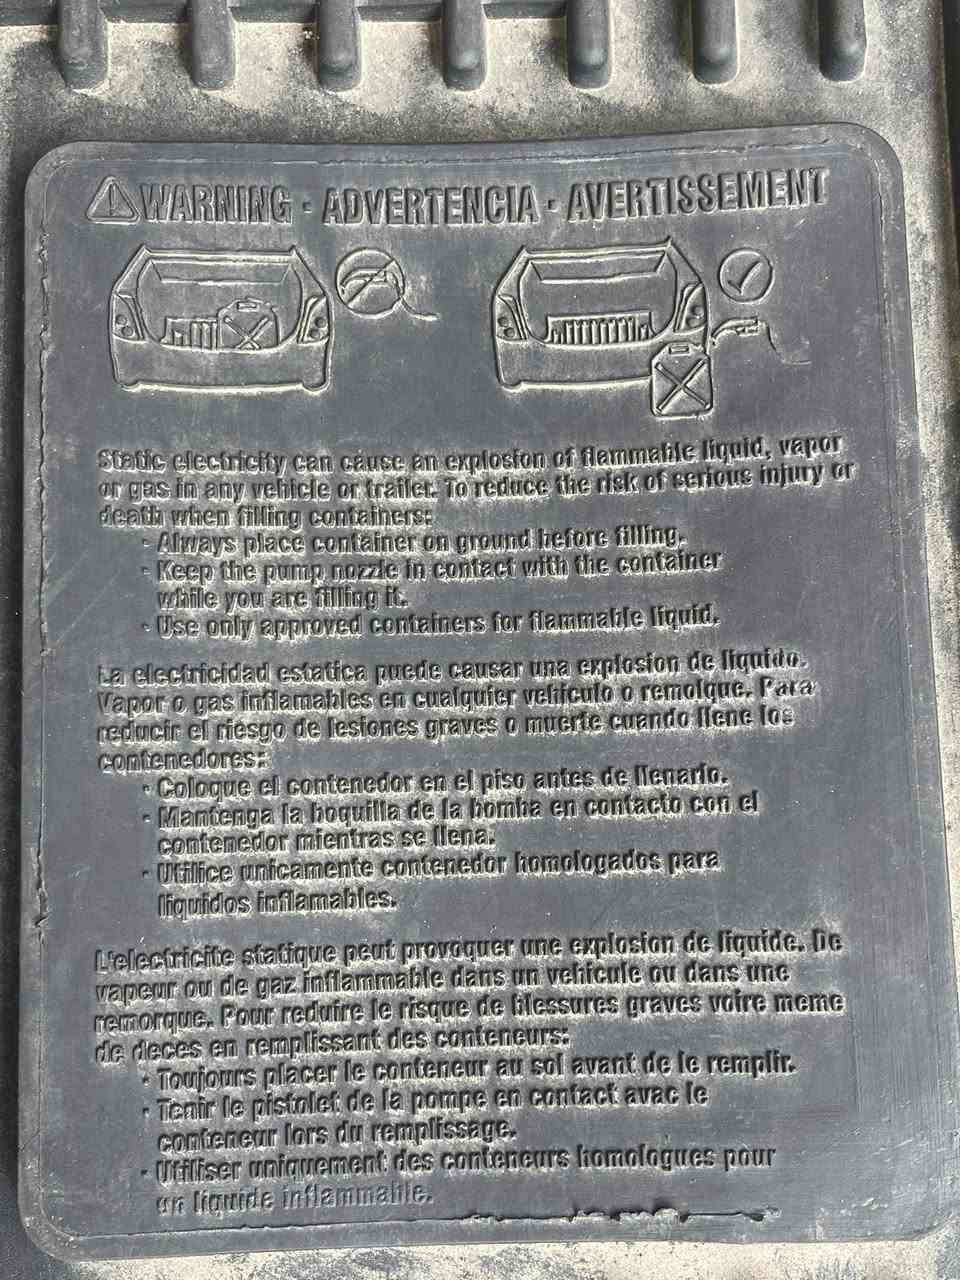 WARNING · ADVERTENCIA · AVERTISSEMENT
Static electricity can cause an explosion of flammable liquid, vapor
or gas in any vehicle or trailer. To reduce the risk of serious injury or
death when filling containers:
· Always place container on ground before filling.
· Keep the pump nozzle in contact with the container
while you are filling it.
· Use only approved containers for flammable liquid.
La electricidad estatica puede causar una explosion de liquido.
Vapor o gas inflamables en cualquier vehiculo o remolque. Para
reducir el riesgo de lesiones graves o muerte cuando llene los
contenedores:
· Coloque el contenedor en el piso antes de llenarlo.
· Mantenga la boquilla de la bomba en contacto con el
contenedor mientras se llena.
· Utilice unicamente contenedor homologados para
liquidos inflamables.
L'electricite statique peut provoquer une explosion de liquide. De
vapeur ou de gaz inflammable dans un vehicule ou dans une
remorque. Pour reduire le risque de blessures graves voire meme
de deces en remplissant des conteneurs:
· Toujours placer le conteneur au sol avant de le remplir.
· Tenir le pistolet de la pompe en contact avac le
conteneur lors du remplissage.
· Utiliser uniquement des conteneurs homologues pour
un liquide inflammable.